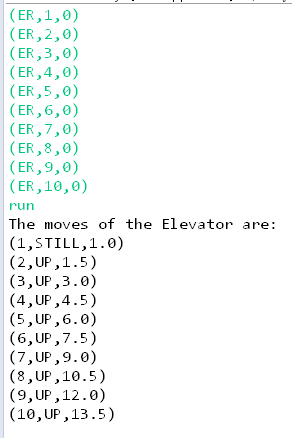 (ER,1,0)
(ER,2,0)
(ER,3,0)
(ER,4,0)
(ER,5,0)
(ER,6,0)
(ER,7,0)
(ER,8,0)
(ER,9,0)
(ER,10,0)
run
The moves of the Elevator are:
(1,STILL,1.0)
(2,UP,1.5)
(3,UP,3.0)
(4,UP,4.5)
(5,UP,6.0)
(6,UP,7.5)
(7,UP,9.0)
(8,UP,10.5)
(9,UP,12.0)
(10,UP,13.5)